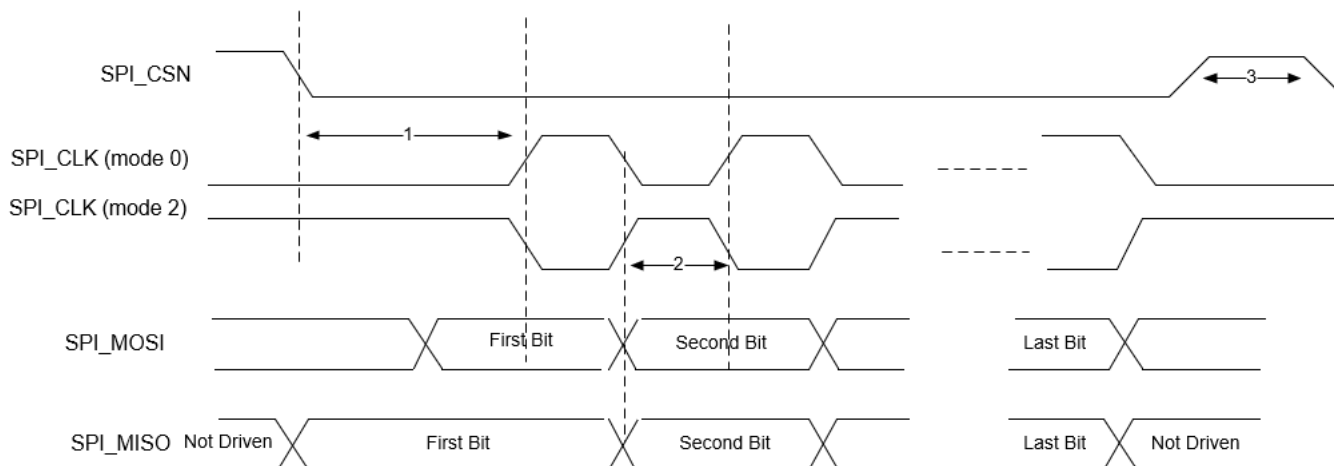 SPI_CSN
3
1
SPI_CLK (mode 0)
SPI_CLK (mode 2)
2
SPI_MOSI
First Bit
Second Bit
Last Bit
SPI_MISO
Not Driven
First Bit
Second Bit
Last Bit
Not Driven